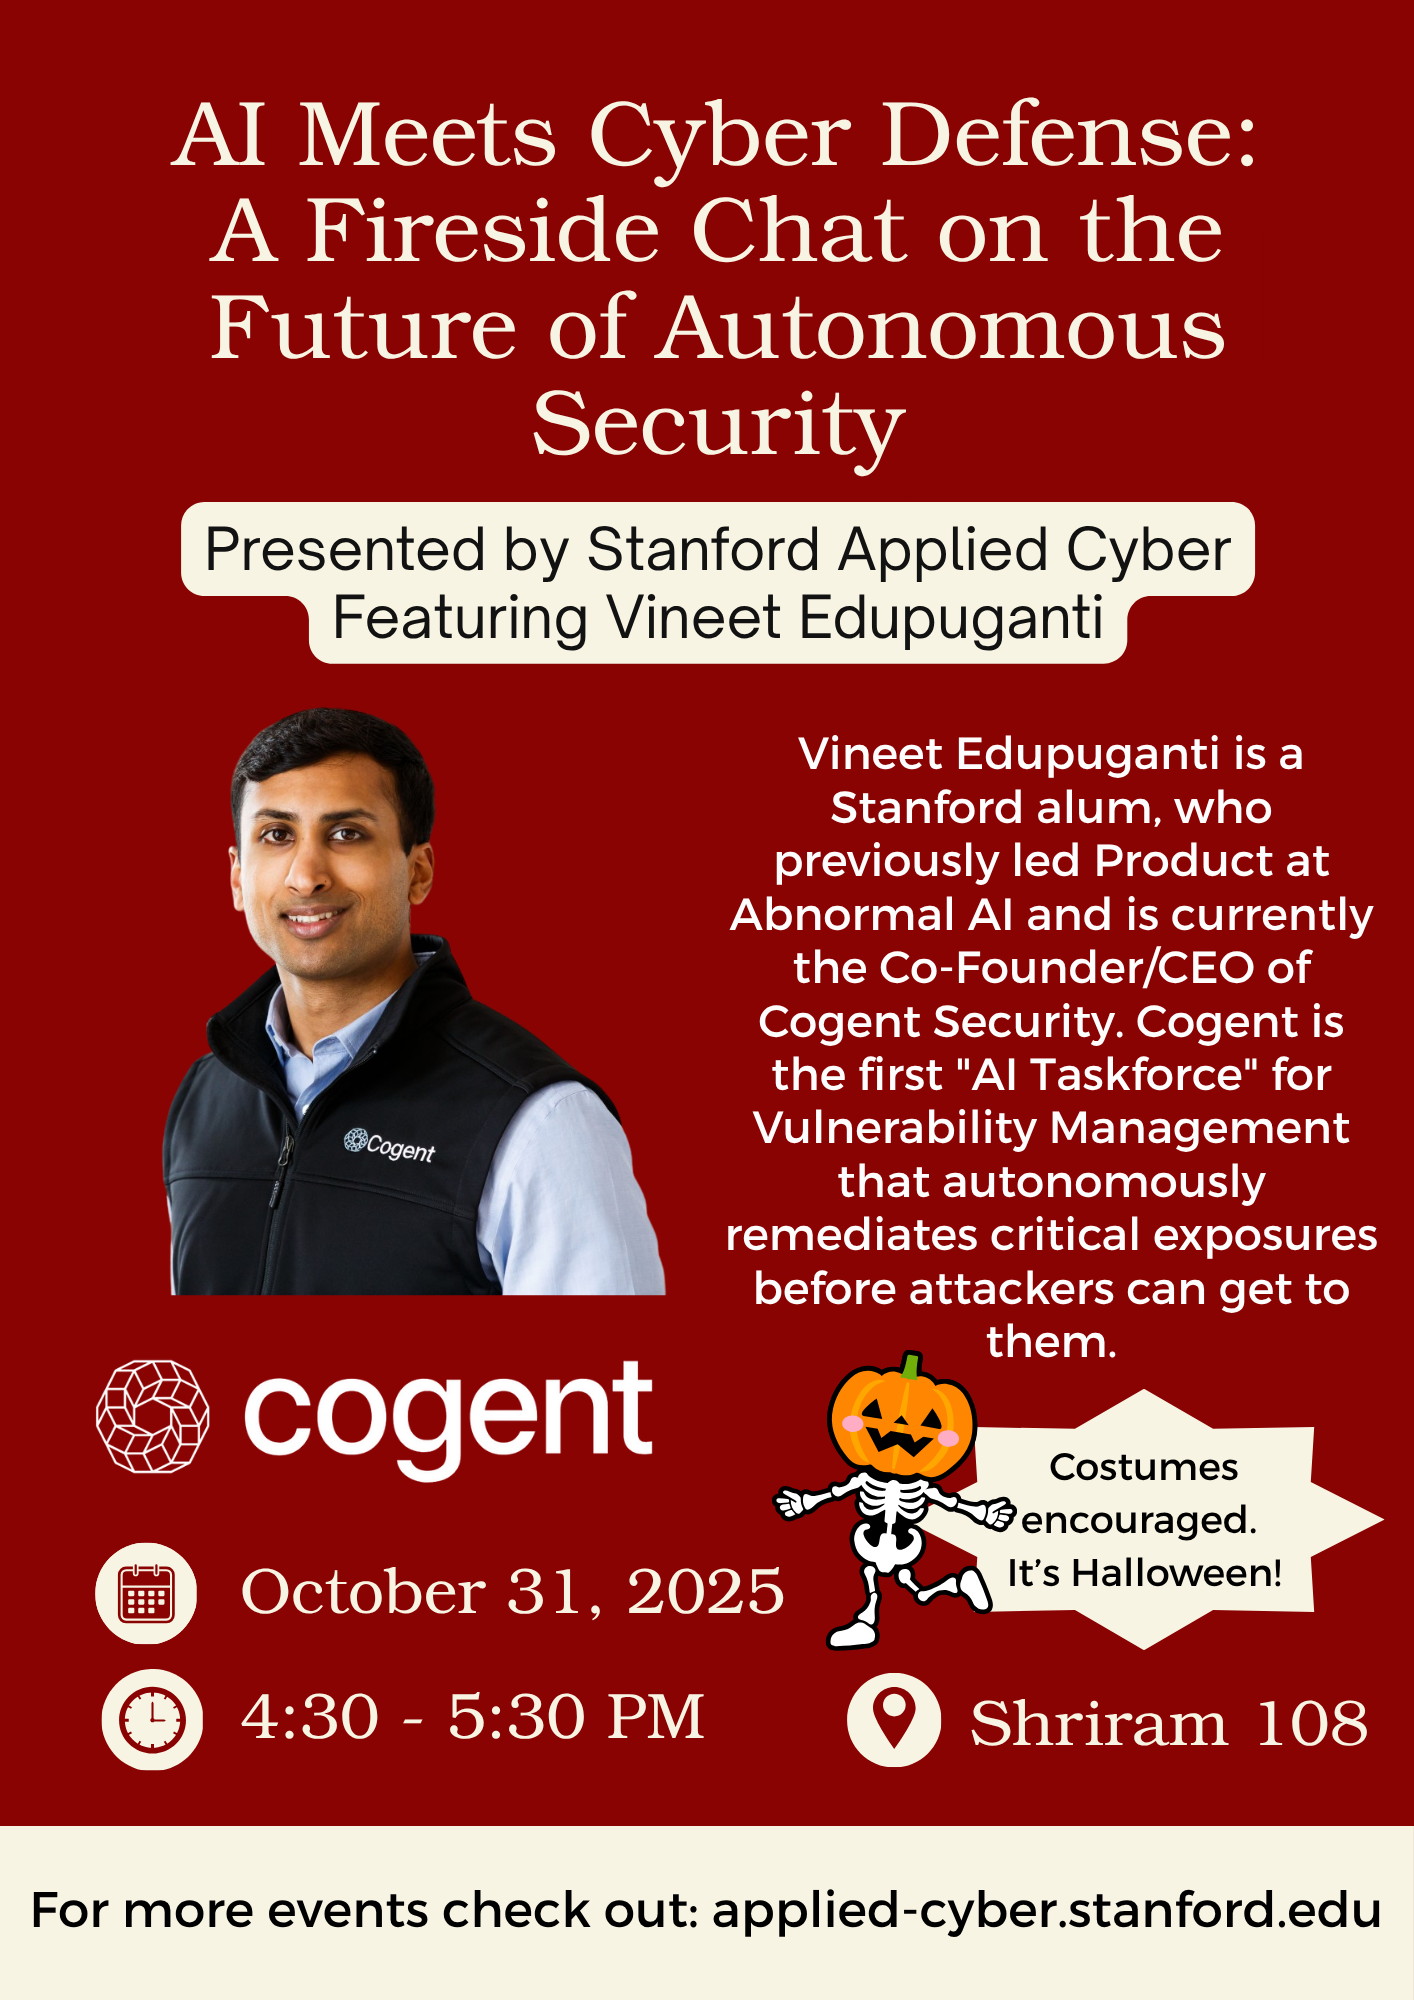 AI Meets Cyber Defense:
A Fireside Chat on the
Future of Autonomous
Security
Presented by Stanford Applied Cyber
Featuring Vineet Edupuganti
Vineet Edupuganti is a
Stanford alum, who
previously led Product at
Abnormal AI and is currently
the Co-Founder/CEO of
Cogent Security. Cogent is
the first "AI Taskforce" for
Vulnerability Management
that autonomously
remediates critical exposures
before attackers can get to
them.
Cogent
cogent
Costumes
encouraged.
It’s Halloween!
October 31, 2025
4:30 - 5:30 PM
Shriram 108
For more events check out: applied-cyber.stanford.edu